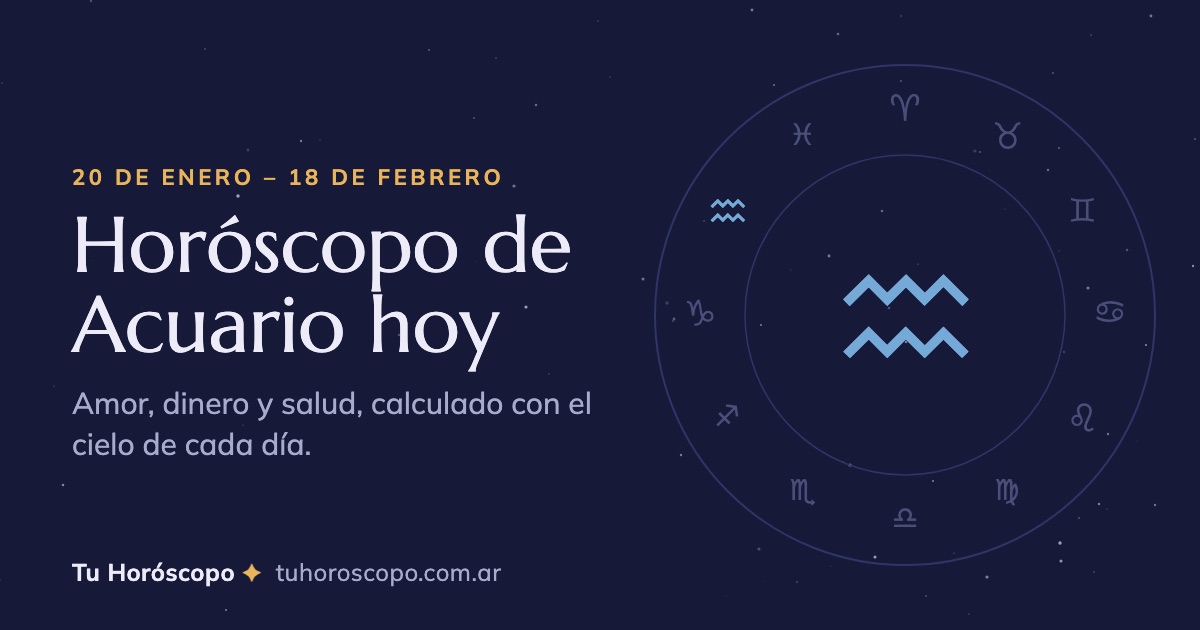 20 DE ENERO – 18 DE FEBRERO
Horóscopo de
Acuario hoy
Amor, dinero y salud, calculado con el
cielo de cada día.
Tu Horóscopo ✦ tuhoroscopo.com.ar
♈
♉
♊
♋
♌
♍
♎
♏
♐
♑
♒
♓
♒